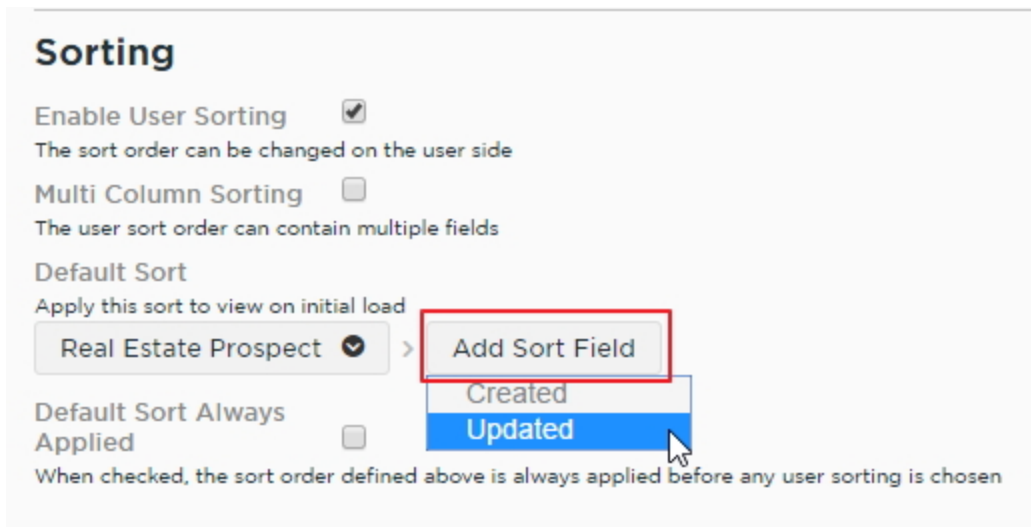 Sorting
Enable User Sorting
The sort order can be changed on the user side
Multi Column Sorting
The user sort order can contain multiple fields
Default Sort
Apply this sort to view on initial load
Real Estate Prospect > Add Sort Field
Created
Updated
Default Sort Always
Applied
When checked, the sort order defined above is always applied before any user sorting is chosen